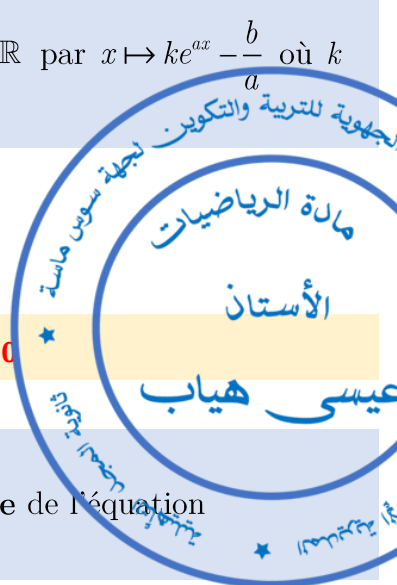 ℝ par x ↦ ke^{ax} − b/a où k
الجهوية للتربية والتكوين لجهة سوس ماسة
مادة الرياضيات
الأستاذ
عيسى هياب
0
e de l'équation